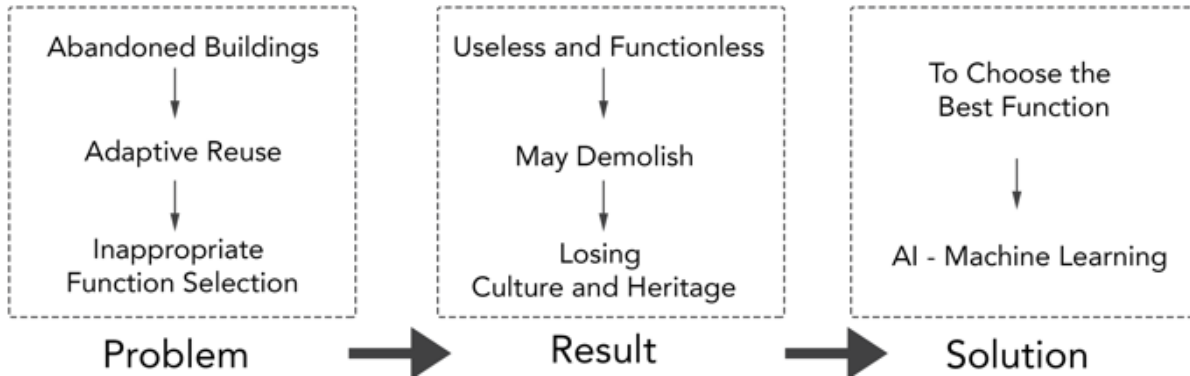 Abandoned Buildings
Adaptive Reuse
Inappropriate
Function Selection
Problem
Useless and Functionless
May Demolish
Losing
Culture and Heritage
Result
To Choose the
Best Function
AI - Machine Learning
Solution